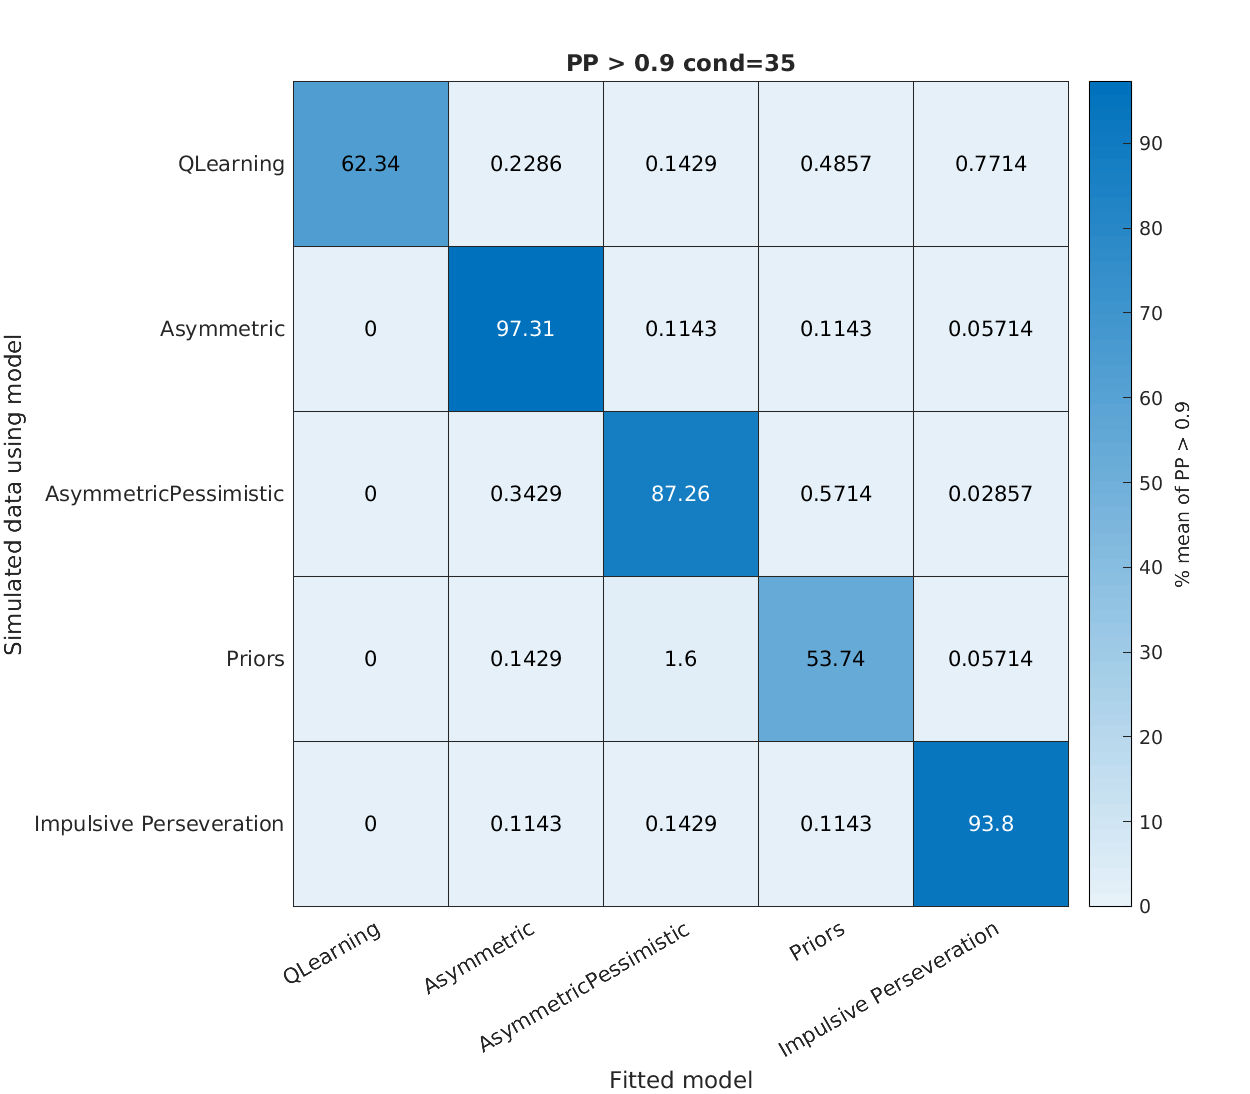 PP > 0.9 cond=35
QLearning 62.34 0.2286 0.1429 0.4857 0.7714
Asymmetric 0 97.31 0.1143 0.1143 0.05714
AsymmetricPessimistic 0 0.3429 87.26 0.5714 0.02857
Priors 0 0.1429 1.6 53.74 0.05714
Impulsive Perseveration 0 0.1143 0.1429 0.1143 93.8
QLearning
Asymmetric
AsymmetricPessimistic
Priors
Impulsive Perseveration
Fitted model
Simulated data using model
90
80
70
60
50
40
30
20
10
0
% mean of PP > 0.9